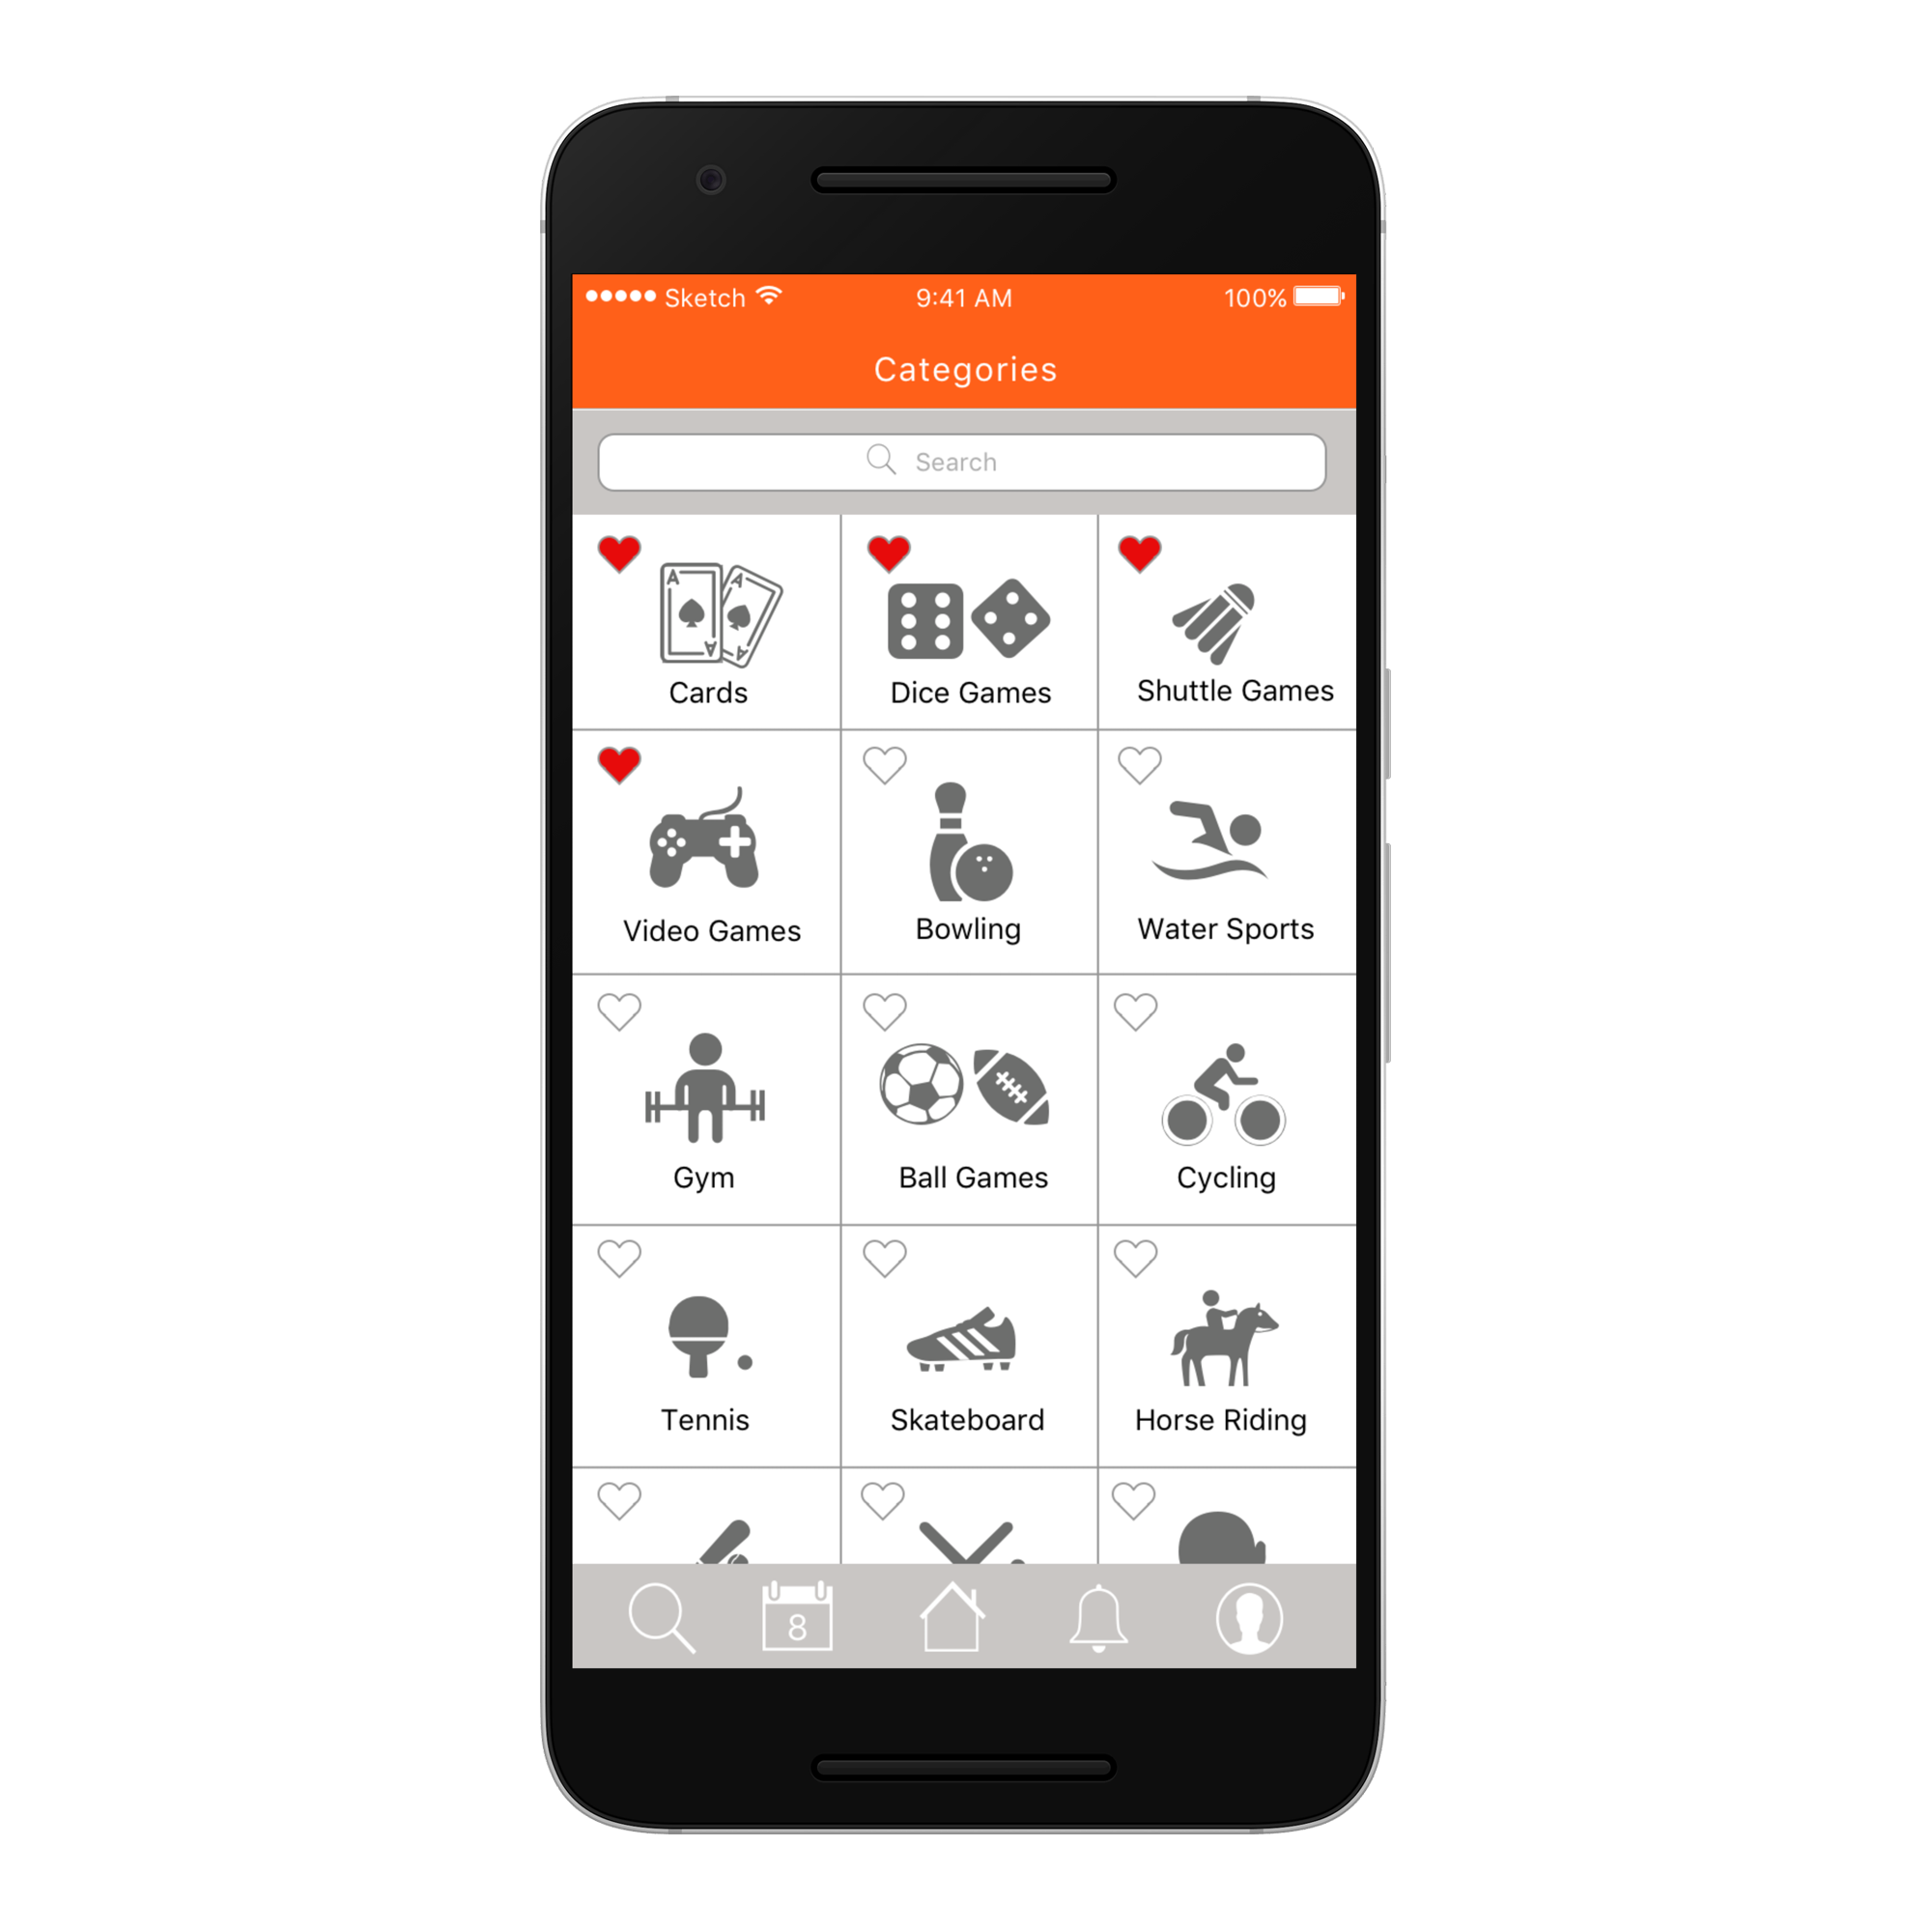 Sketch 9:41 AM 100%
Categories
Search
A A A A
Cards Dice Games Shuttle Games
Video Games Bowling Water Sports
Gym Ball Games Cycling
Tennis Skateboard Horse Riding
8